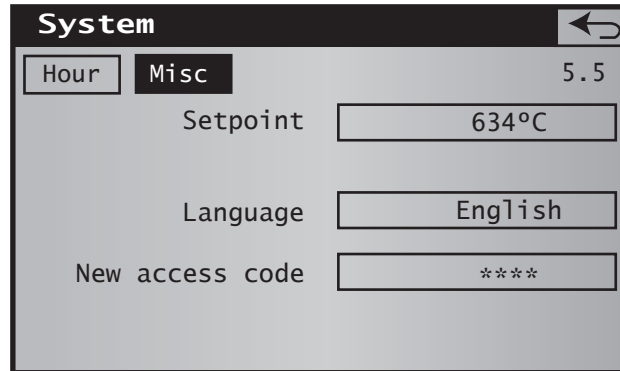 System
Hour Misc 5.5
Setpoint 634ºC
Language English
New access code ****